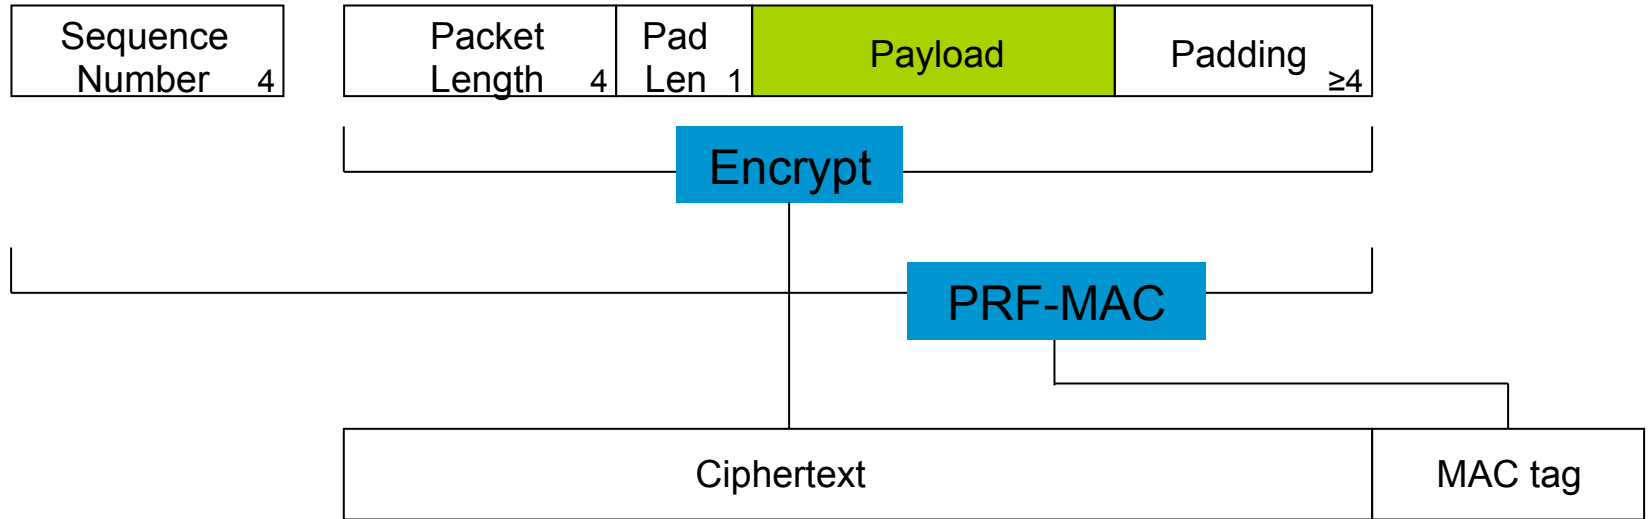 Sequence
Number 4
Packet
Length 4
Pad
Len 1
Payload
Padding
≥4
Encrypt
PRF-MAC
Ciphertext
MAC tag